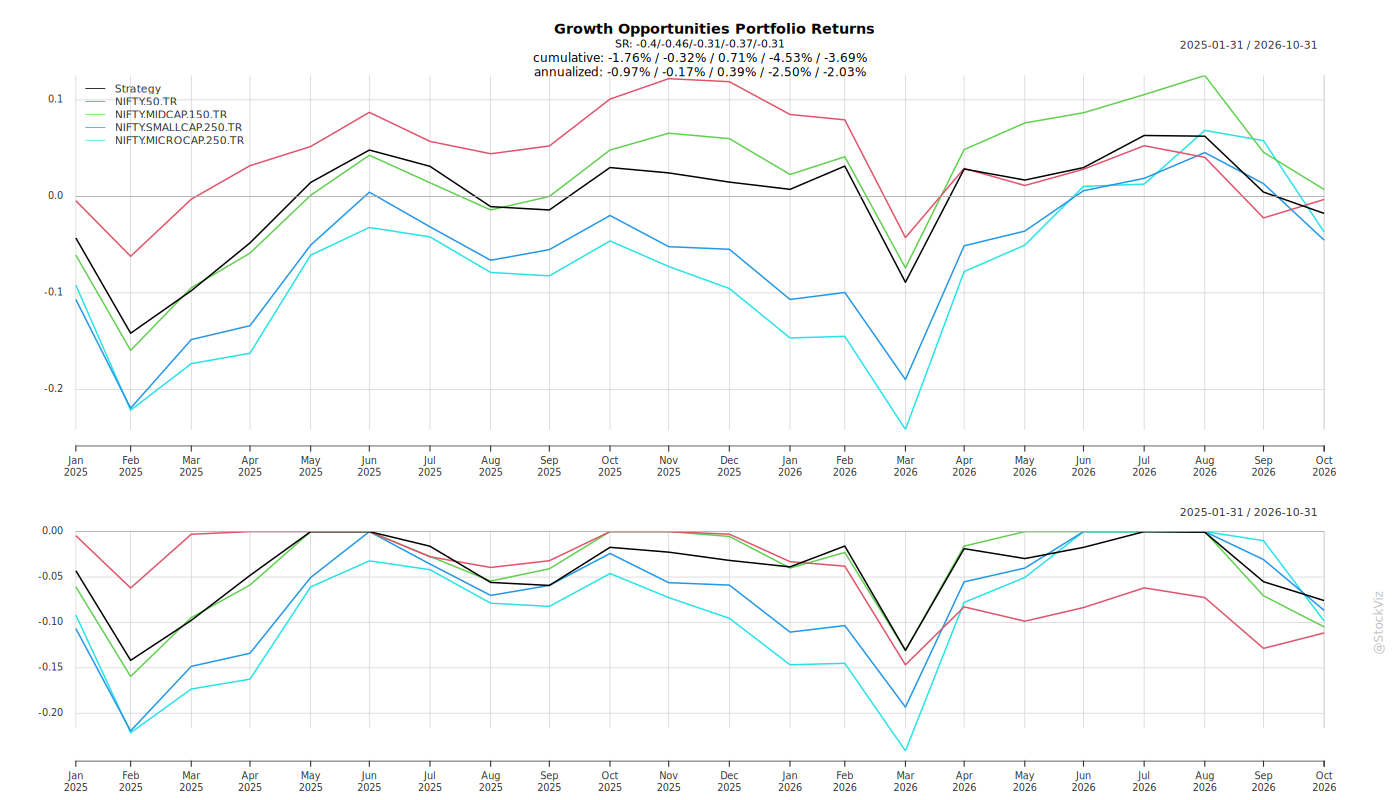 Growth Opportunities Portfolio Returns
SR: -0.4/-0.46/-0.31/-0.37/-0.31
cumulative: -1.76% / -0.32% / 0.71% / -4.53% / -3.69%
annualized: -0.97% / -0.17% / 0.39% / -2.50% / -2.03%
2025-01-31 / 2026-10-31
Strategy
NIFTY.50.TR
NIFTY.MIDCAP.150.TR
NIFTY.SMALLCAP.250.TR
NIFTY.MICROCAP.250.TR
0.1
0.0
-0.1
-0.2
Jan Feb Mar Apr May Jun Jul Aug Sep Oct Nov Dec Jan Feb Mar Apr May Jun Jul Aug Sep Oct
2025 2025 2025 2025 2025 2025 2025 2025 2025 2025 2025 2025 2026 2026 2026 2026 2026 2026 2026 2026 2026 2026
2025-01-31 / 2026-10-31
0.00
-0.05
-0.10
-0.15
-0.20
Jan Feb Mar Apr May Jun Jul Aug Sep Oct Nov Dec Jan Feb Mar Apr May Jun Jul Aug Sep Oct
2025 2025 2025 2025 2025 2025 2025 2025 2025 2025 2025 2025 2026 2026 2026 2026 2026 2026 2026 2026 2026 2026
@StockViz